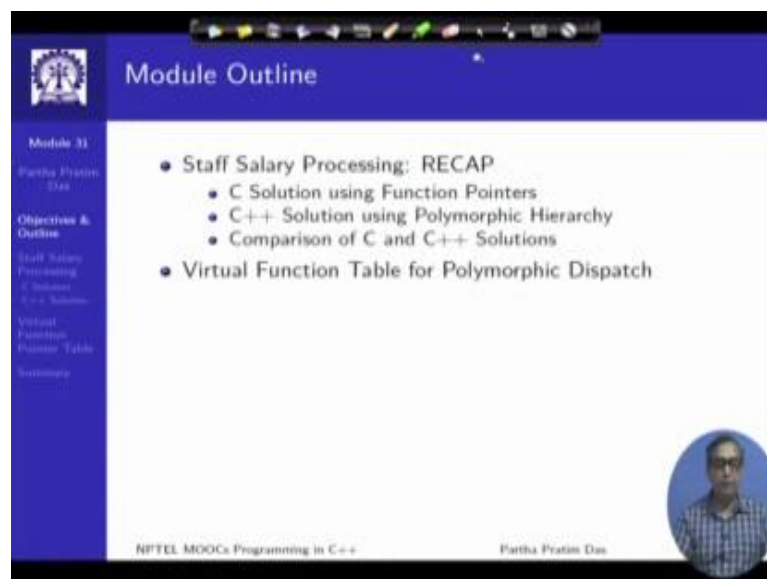 Module Outline
Module 31
Partha Pratim
Das
Objectives &
Outline
Staff Salary
Processing
C Solution
C++ Solution
Virtual
Function
Pointer Table
Summary
Staff Salary Processing: RECAP
C Solution using Function Pointers
C++ Solution using Polymorphic Hierarchy
Comparison of C and C++ Solutions
Virtual Function Table for Polymorphic Dispatch
NPTEL MOOCs Programming in C++
Partha Pratim Das